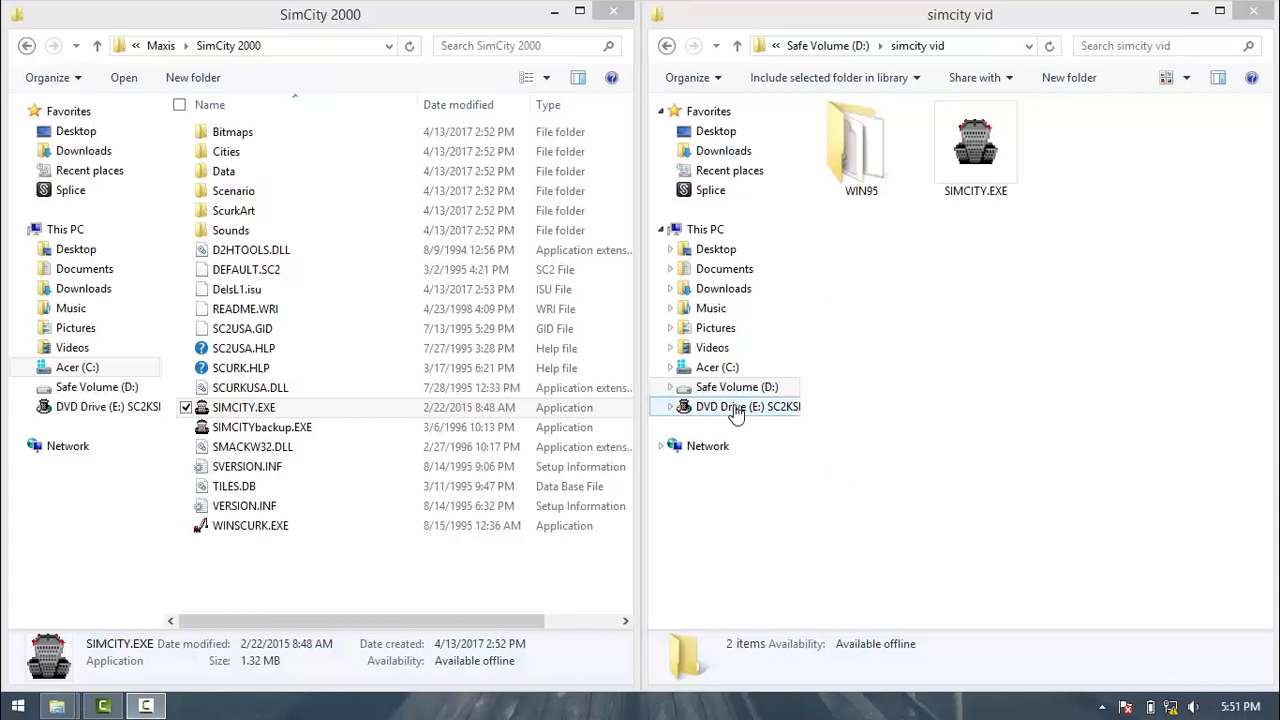 SimCity 2000
Maxis SimCity 2000
Search SimCity 2000
Organize Open New folder
Name Date modified Type
Favorites
Desktop
Downloads
Recent places
Splice
This PC
Desktop
Documents
Downloads
Music
Pictures
Videos
Acer (C:)
Safe Volume (D:)
DVD Drive (E:) SC2KSI
Network
Bitmaps 4/13/2017 2:52 PM File folder
Cities 4/13/2017 2:52 PM File folder
Data 4/13/2017 2:52 PM File folder
Scenario 4/13/2017 2:52 PM File folder
ScurkArt 4/13/2017 2:52 PM File folder
Sounds 4/13/2017 2:52 PM File folder
D2HTOOLS.DLL 8/9/1994 12:56 PM Application extens...
DEFAULT.SC2 3/2/1995 4:21 PM SC2 File
DelsL1.isu 4/13/2017 2:52 PM ISU File
README.WRI 4/23/1998 4:09 PM WRI File
SC2USA.GID 7/13/1995 5:29 PM GID File
SC2USA.HLP 7/27/1995 3:28 PM Help file
SCURK.HLP 8/13/1995 4:40 PM Help file
SCURKUSA.DLL 7/28/1995 12:33 PM Application extens...
SIMCITY.EXE 2/22/2015 8:48 AM Application
SIMCITYbackup.EXE 3/6/1996 10:13 PM Application
SMACKW32.DLL 2/27/1996 10:17 PM Application extens...
SVERSION.INF 8/14/1995 9:06 PM Setup Information
TILES.DB 3/11/1995 9:47 PM Data Base File
VERSION.INF 8/14/1995 6:32 PM Setup Information
WINSCURK.EXE 8/15/1995 12:36 AM Application
SIMCITY.EXE Date modified: 2/22/2015 8:48 AM Date created: 4/13/2017 2:52 PM
Application Size: 1.32 MB Availability: Available offline
simcity vid
Safe Volume (D:) simcity vid
Search simcity vid
Organize Include selected folder in library Share with New folder
Favorites
Desktop
Downloads
Recent places
Splice
This PC
Desktop
Documents
Downloads
Music
Pictures
Videos
Acer (C:)
Safe Volume (D:)
DVD Drive (E:) SC2KSI
Network
WIN95 SIMCITY.EXE
2 items Availability: Available offline
5:51 PM